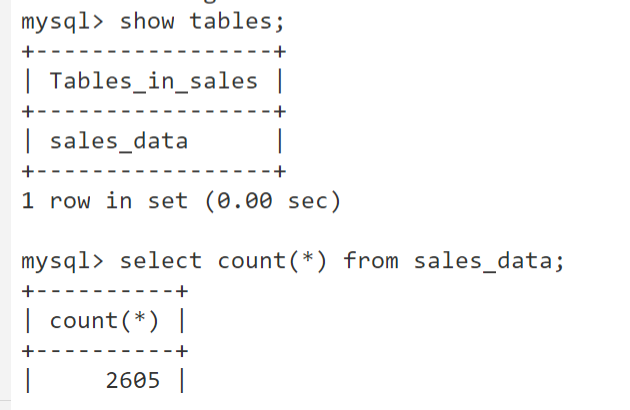 mysql> show tables;
+-----------------+
| Tables_in_sales |
+-----------------+
| sales_data      |
+-----------------+
1 row in set (0.00 sec)
mysql> select count(*) from sales_data;
+----------+
| count(*) |
+----------+
|     2605 |